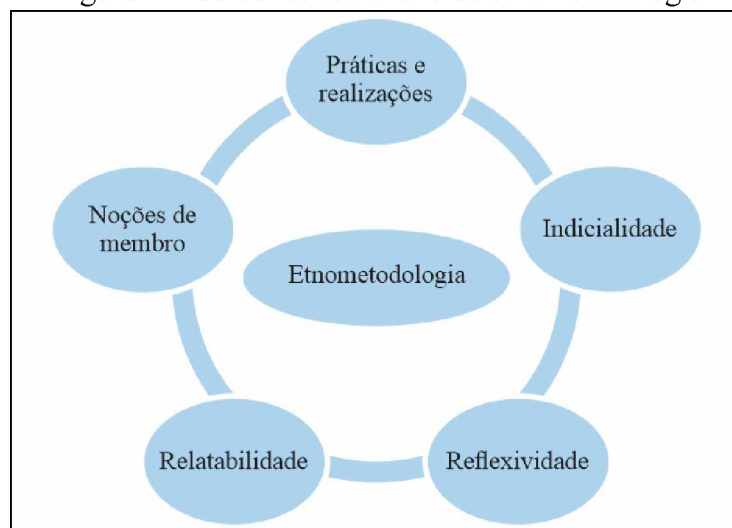 Práticas e
realizações
Indicialidade
Reflexividade
Relatabilidade
Noções de
membro
Etnometodologia